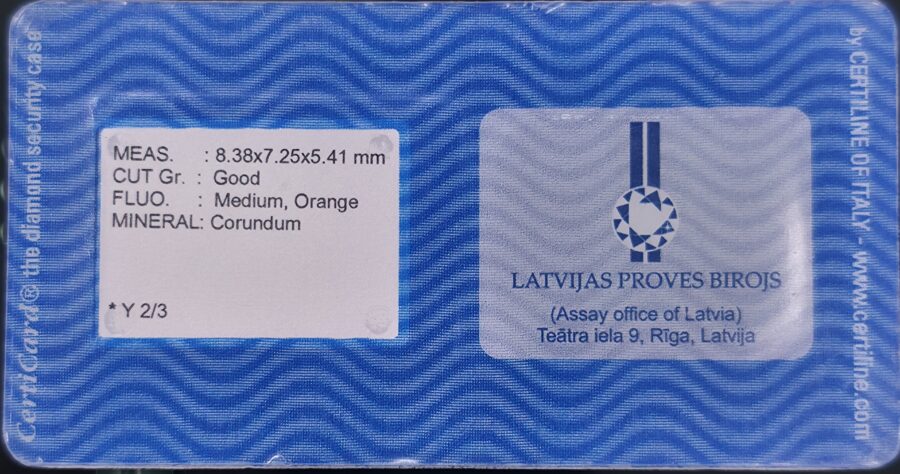 CertiCard® the diamond security case
MEAS. : 8.38x7.25x5.41 mm
CUT Gr. : Good
FLUO. : Medium, Orange
MINERAL: Corundum
* Y 2/3
LATVIJAS PROVES BIROJS
(Assay office of Latvia)
Teātra iela 9, Rīga, Latvija
by CERTILINE OF ITALY - www.certiline.com